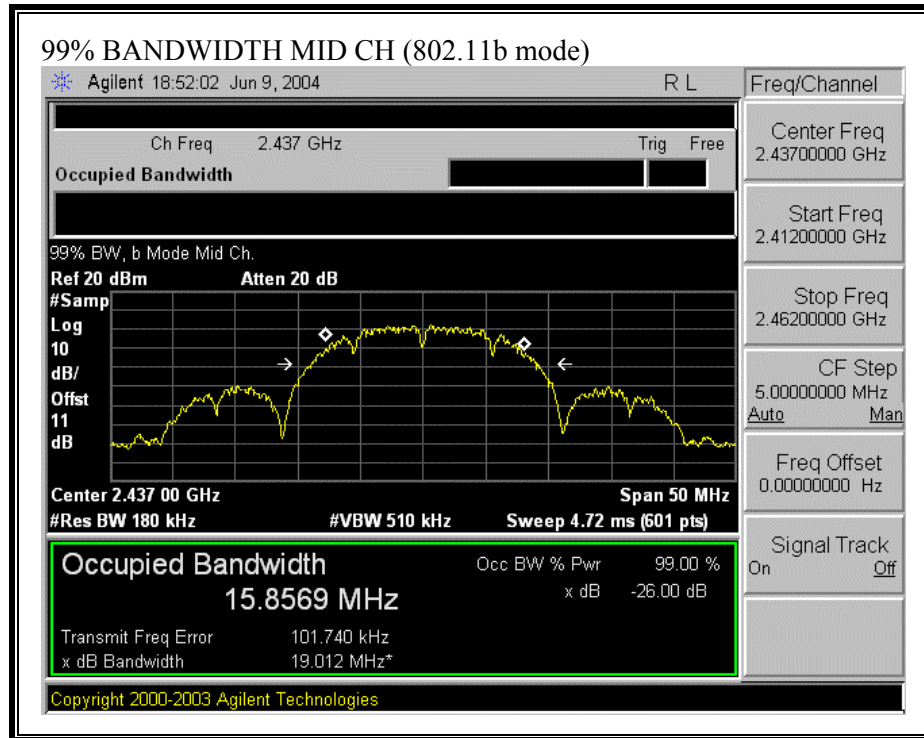 99% BANDWIDTH MID CH (802.11b mode)
Agilent 18:52:02 Jun 9, 2004 R L
Freq/Channel
Ch Freq 2.437 GHz Trig Free
Occupied Bandwidth
Center Freq
2.43700000 GHz
Start Freq
2.41200000 GHz
Stop Freq
2.46200000 GHz
CF Step
5.00000000 MHz
Auto Man
Freq Offset
0.00000000 Hz
Signal Track
On Off
99% BW, b Mode Mid Ch.
Ref 20 dBm Atten 20 dB
#Samp
Log
10
dB/
Offst
11
dB
Center 2.437 00 GHz Span 50 MHz
#Res BW 180 kHz #VBW 510 kHz Sweep 4.72 ms (601 pts)
Occupied Bandwidth
15.8569 MHz
Occ BW % Pwr 99.00 %
x dB -26.00 dB
Transmit Freq Error 101.740 kHz
x dB Bandwidth 19.012 MHz*
Copyright 2000-2003 Agilent Technologies